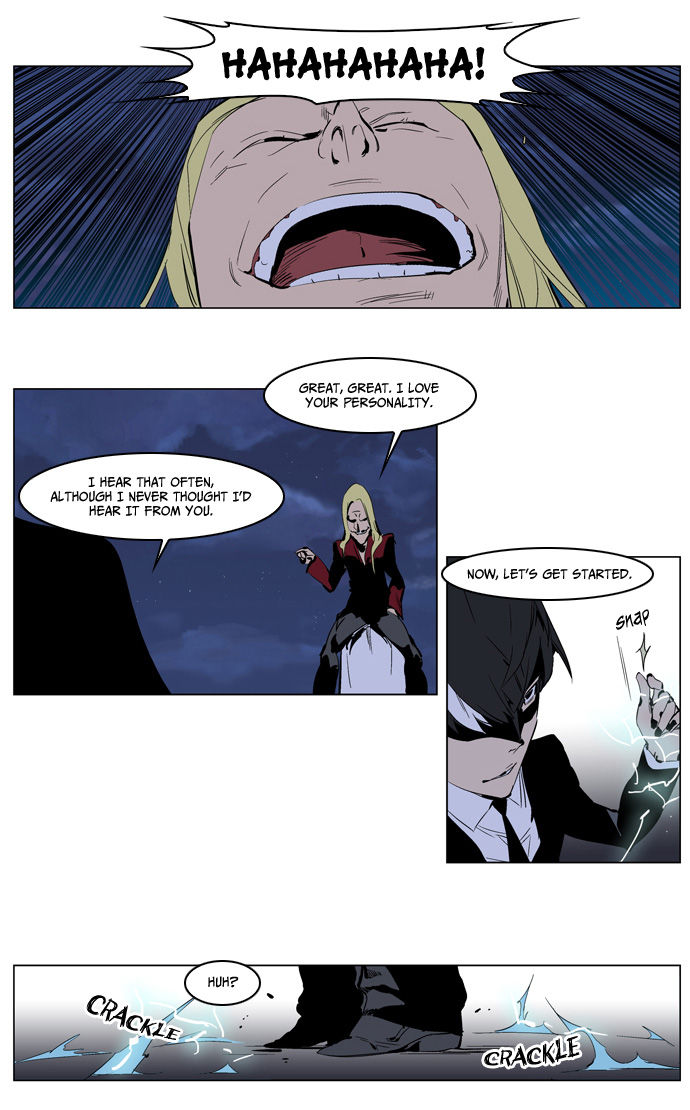 HAHAHAHAHA!
GREAT, GREAT. I LOVE
YOUR PERSONALITY.
I HEAR THAT OFTEN,
ALTHOUGH I NEVER THOUGHT I'D
HEAR IT FROM YOU.
NOW, LET'S GET STARTED.
snap
HUH?
CRACKLE
CRACKLE